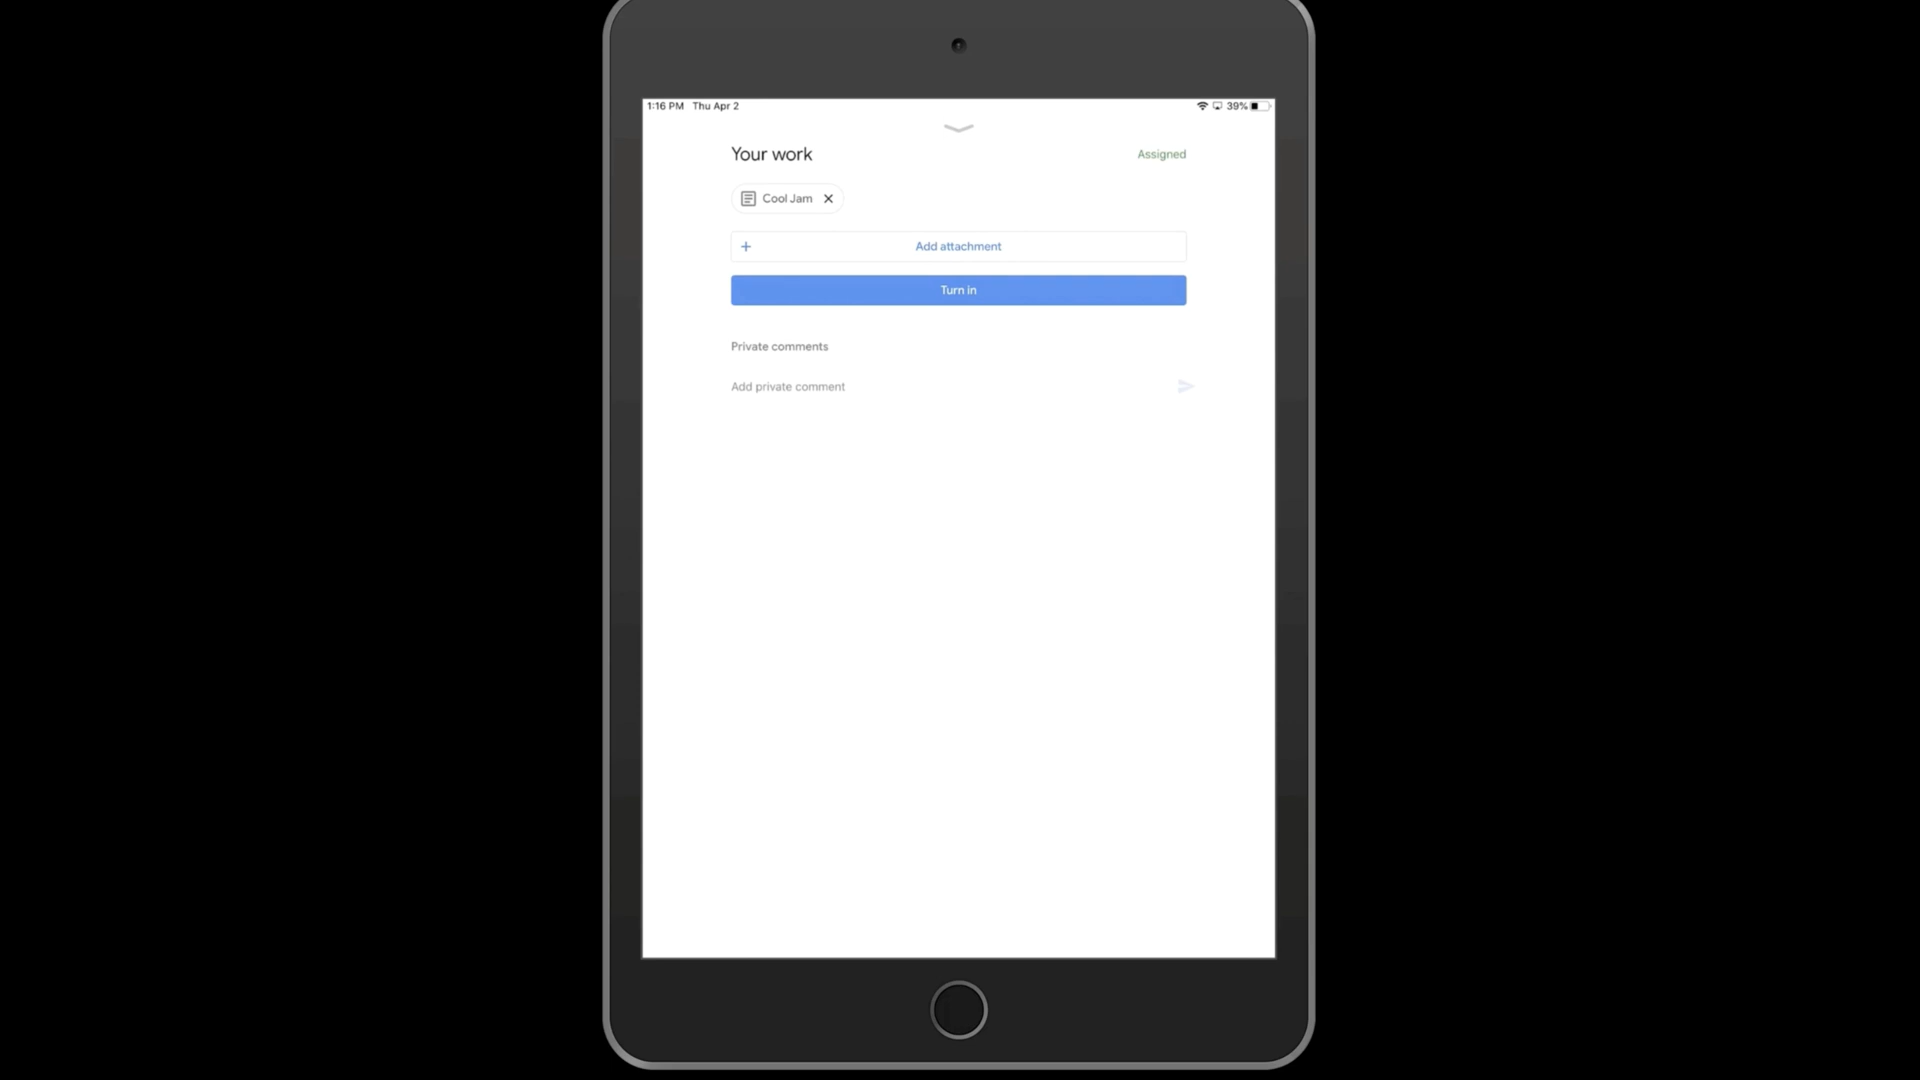 1:16 PM Thu Apr 2 39%
Your work Assigned
Cool Jam
Add attachment
Turn in
Private comments
Add private comment